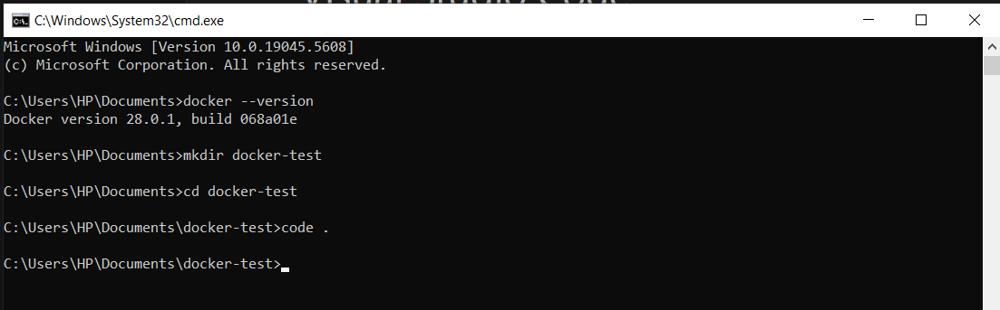 C:\Windows\System32\cmd.exe
Microsoft Windows [Version 10.0.19045.5608]
(c) Microsoft Corporation. All rights reserved.
C:\Users\HP\Documents>docker --version
Docker version 28.0.1, build 068a01e
C:\Users\HP\Documents>mkdir docker-test
C:\Users\HP\Documents>cd docker-test
C:\Users\HP\Documents\docker-test>code .
C:\Users\HP\Documents\docker-test>